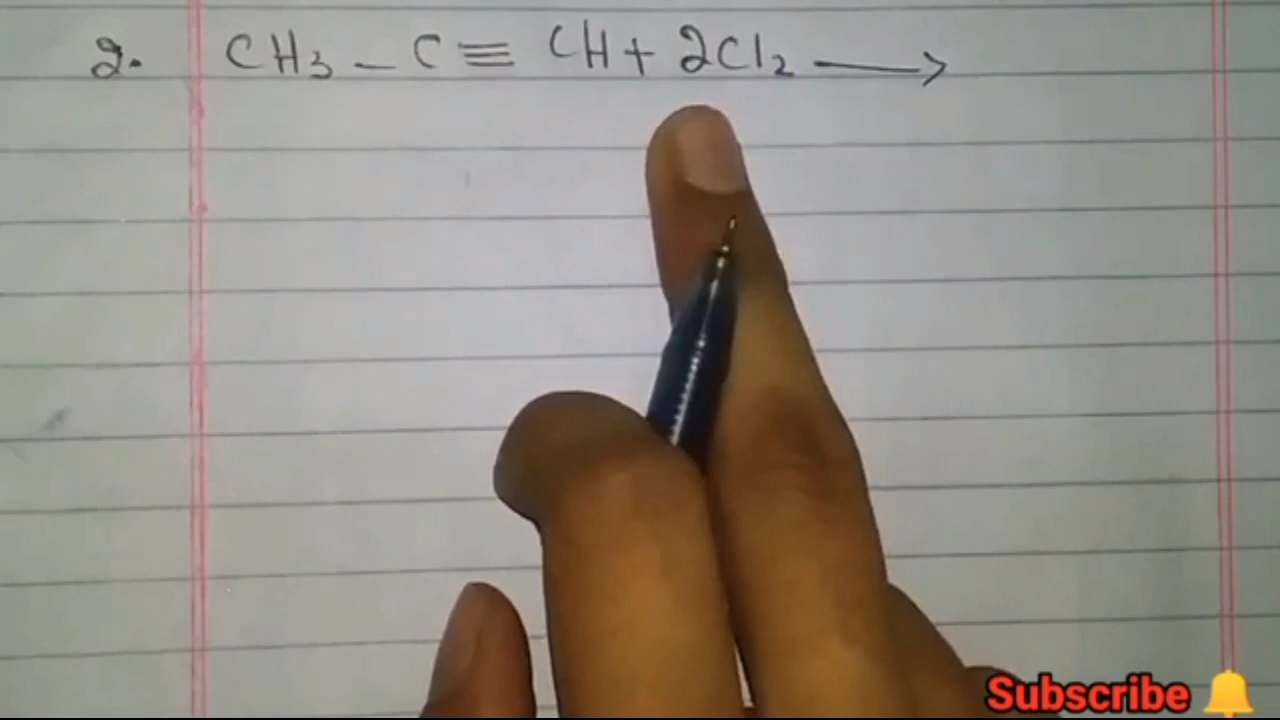 2. CH3 - C ≡ CH + 2Cl2 ⟶
Subscribe